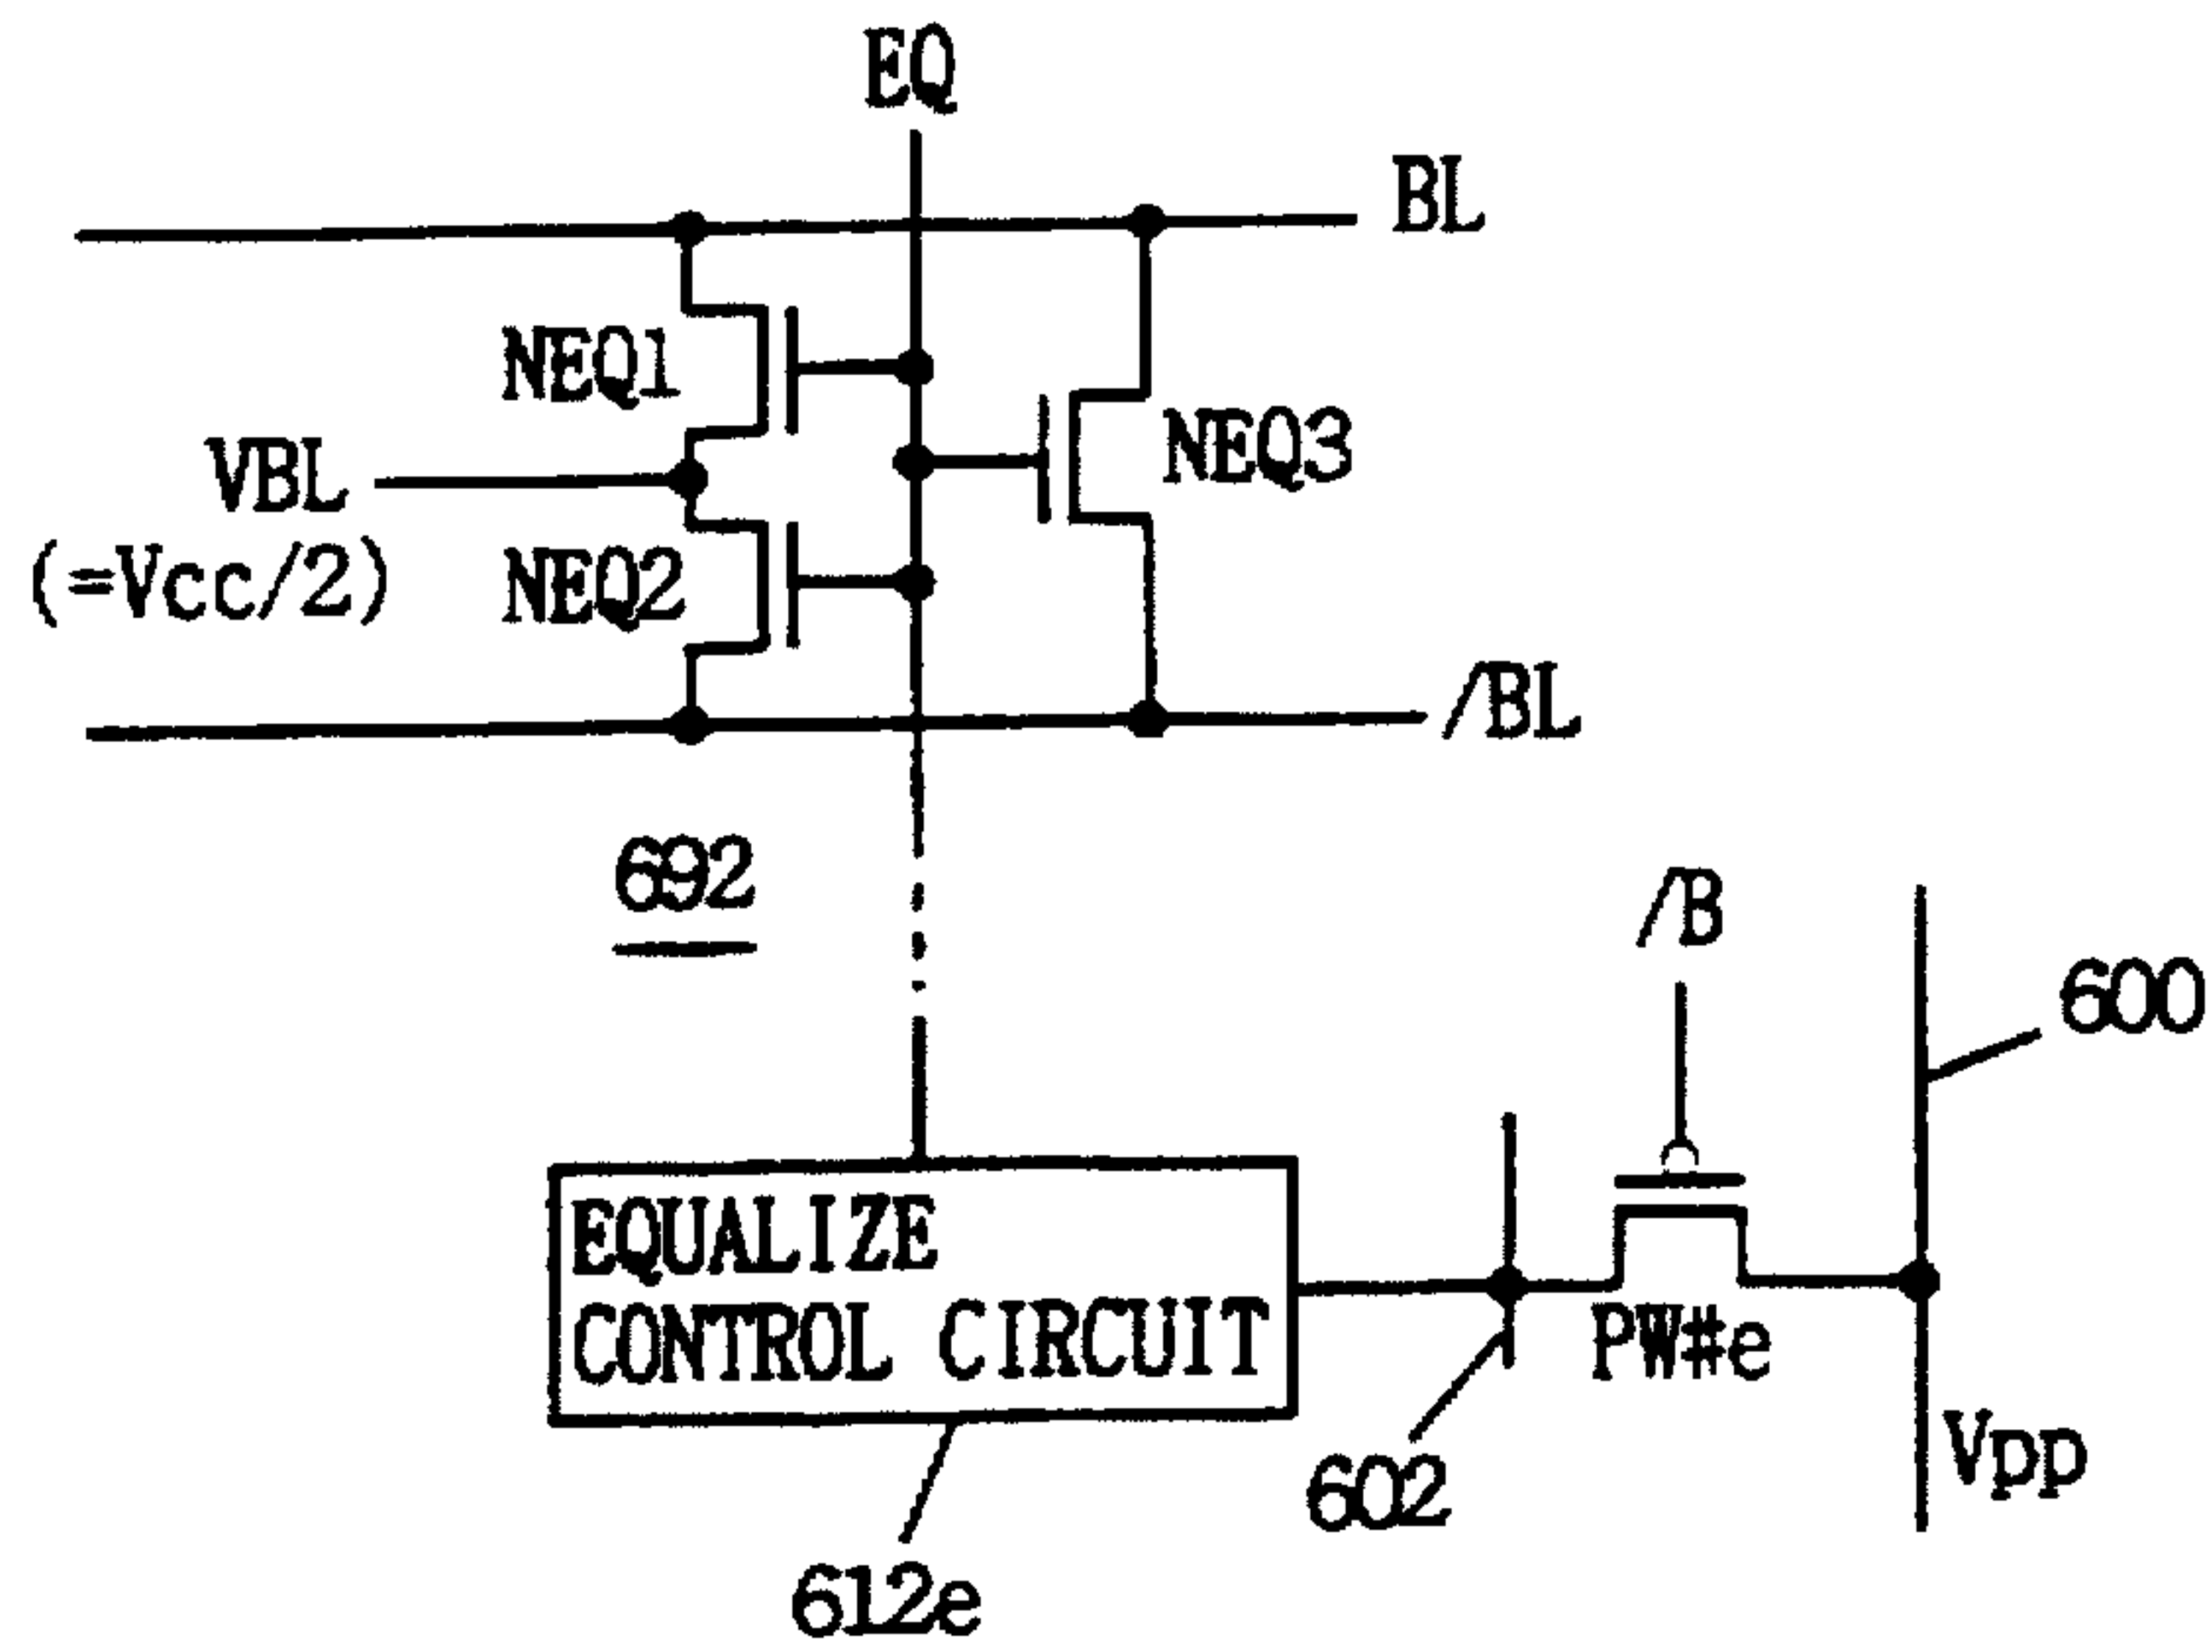 EQ
BL
NEQ1
NEQ3
VBL
(=Vcc/2)
NEQ2
/BL
692
/B
600
EQUALIZE
CONTROL CIRCUIT
PW#e
602
Vpp
612e